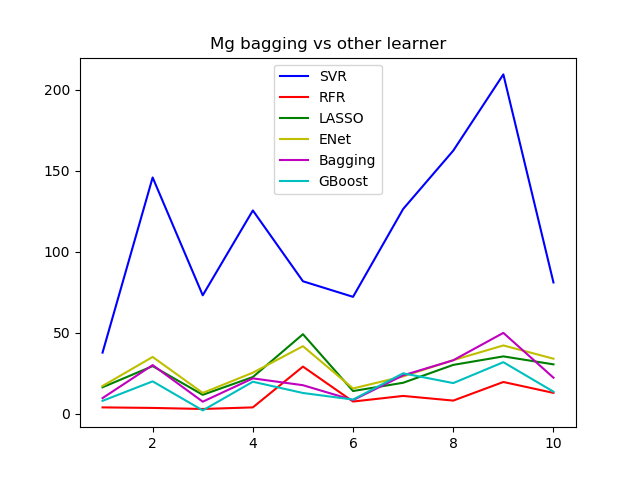 Mg bagging vs other learner
SVR
RFR
LASSO
ENet
Bagging
GBoost
200
150
100
50
0
2 4 6 8 10